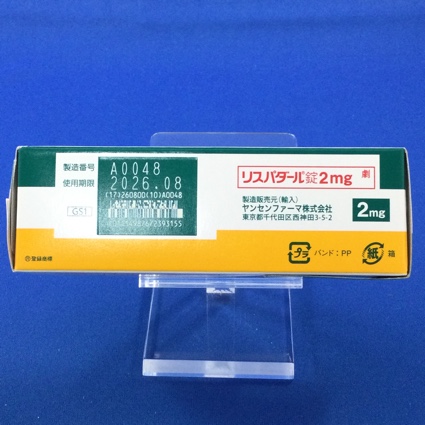 製造番号 A0048
使用期限 2026.08
(17)260800(10)A0048
G51
リスパダール錠2mg 劇
製造販売元(輸入)
ヤンセンファーマ株式会社
東京都千代田区西神田3-5-2
2mg
プラ バンド:PP 紙 箱
登録商標